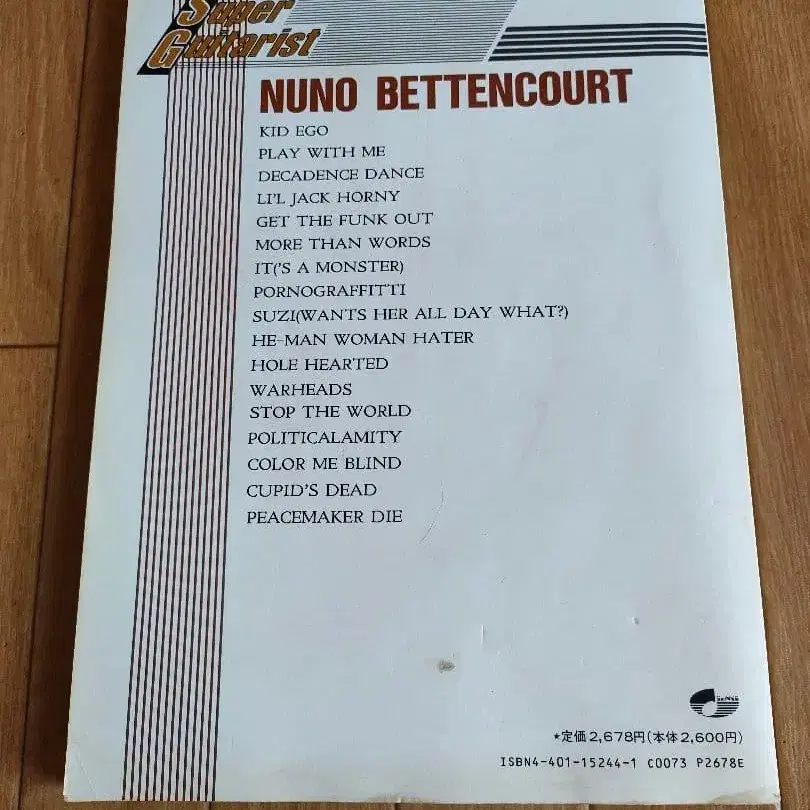 Super
Guitarist
NUNO BETTENCOURT
KID EGO
PLAY WITH ME
DECADENCE DANCE
LI'L JACK HORNY
GET THE FUNK OUT
MORE THAN WORDS
IT('S A MONSTER)
PORNOGRAFFITTI
SUZI(WANTS HER ALL DAY WHAT?)
HE-MAN WOMAN HATER
HOLE HEARTED
WARHEADS
STOP THE WORLD
POLITICALAMITY
COLOR ME BLIND
CUPID'S DEAD
PEACEMAKER DIE
★定価2,678円(本体2,600円)
ISBN4-401-15244-1 C0073 P2678E